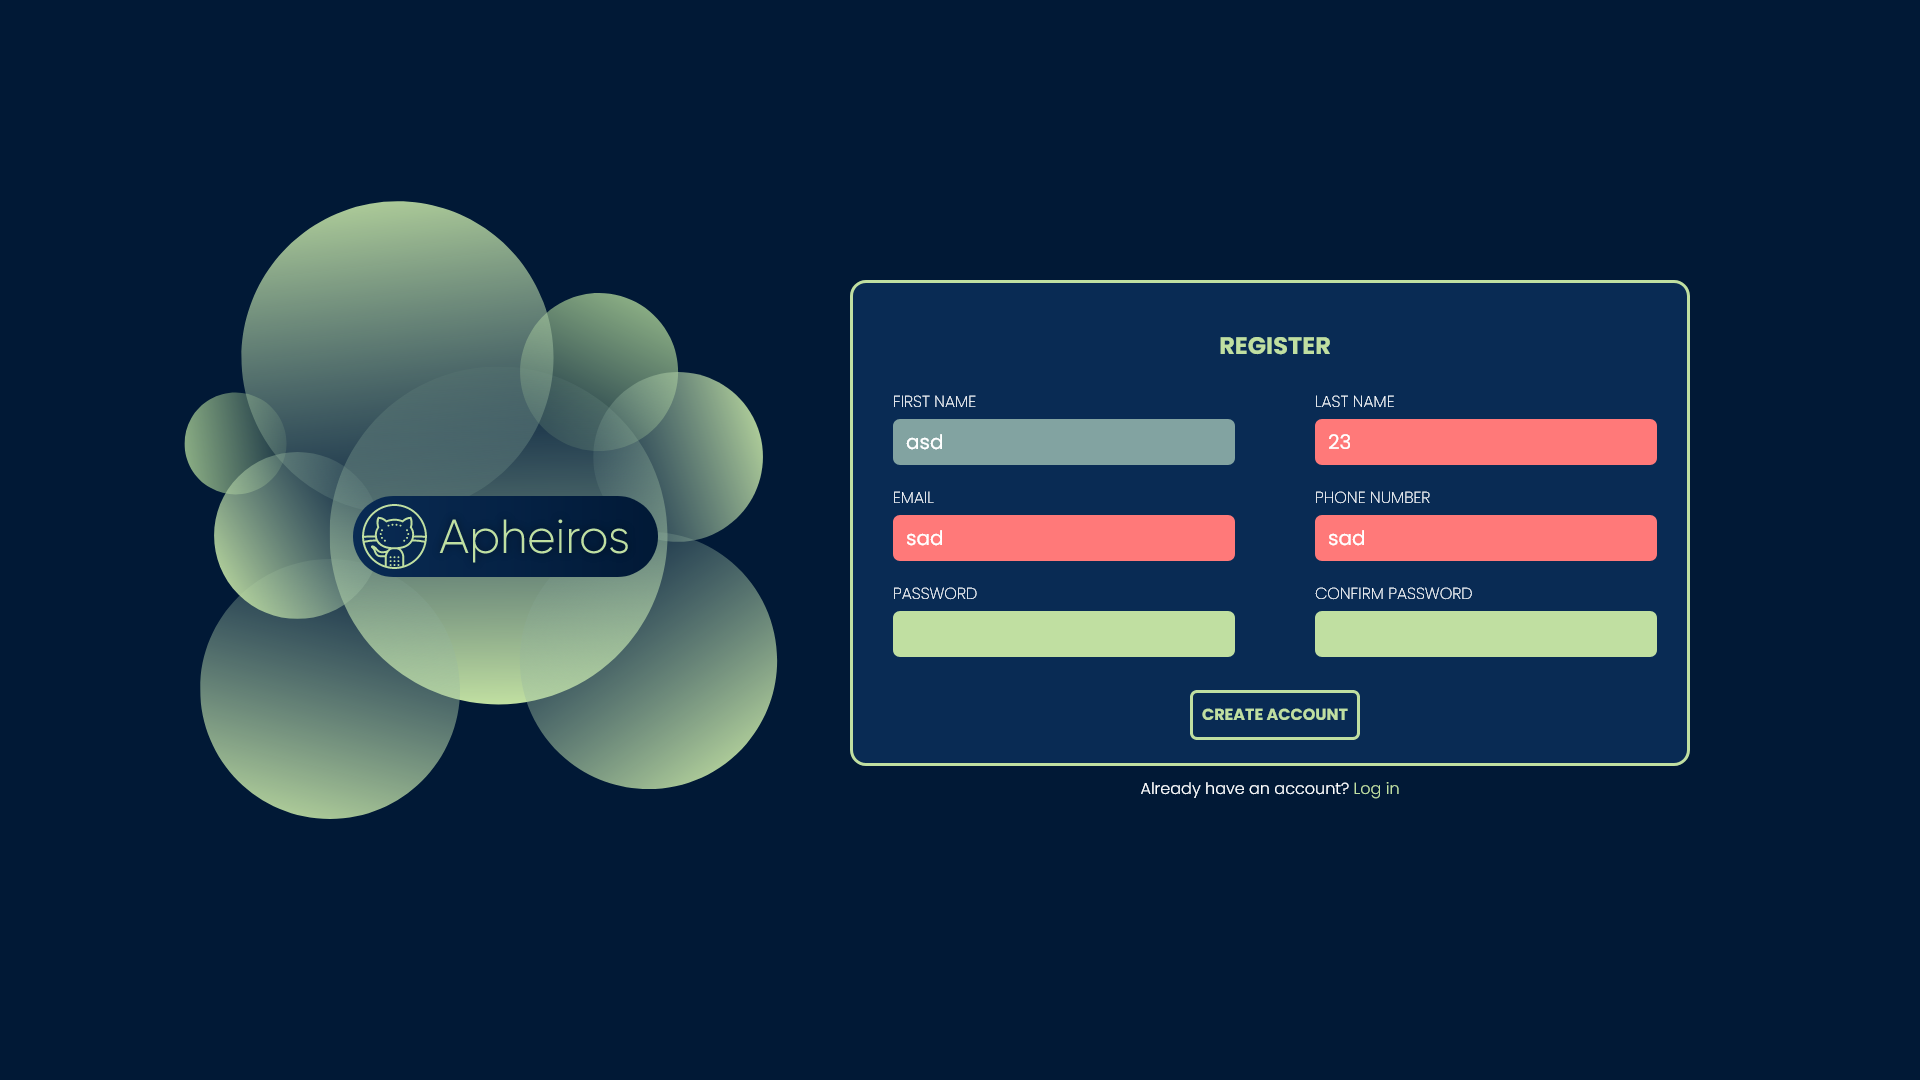 Apheiros
REGISTER
FIRST NAME
LAST NAME
asd
23
EMAIL
PHONE NUMBER
sad
sad
PASSWORD
CONFIRM PASSWORD
CREATE ACCOUNT
Already have an account? Log in